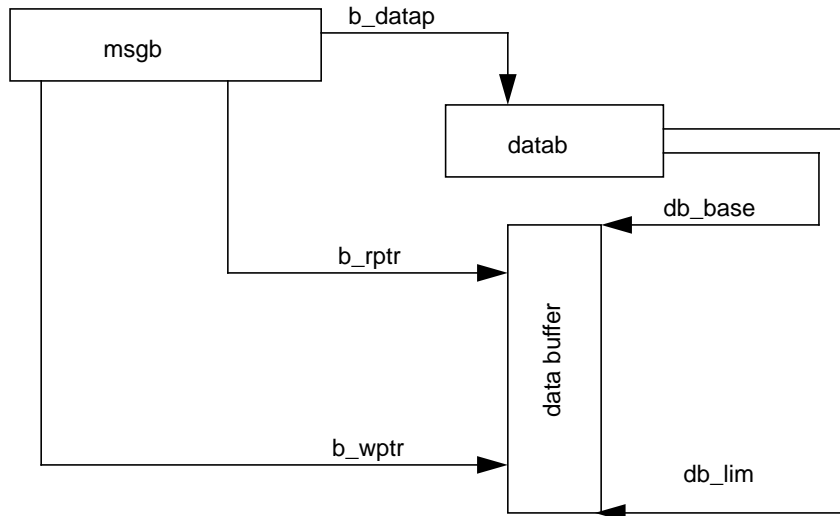 b_datap
msgb
datab
db_base
b_rptr
data buffer
b_wptr
db_lim